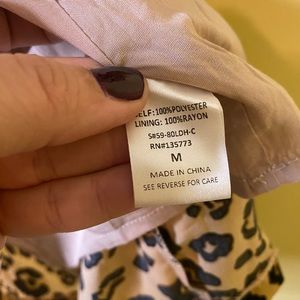 SELF: 100%POLYESTER
LINING: 100%RAYON
S#59-80LDH-C
RN#135773
M
MADE IN CHINA
SEE REVERSE FOR CARE